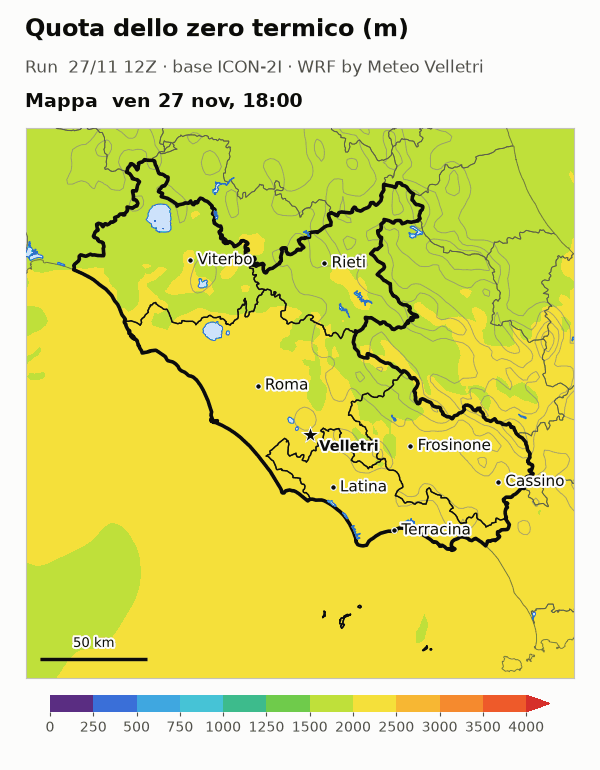 Quota dello zero termico (m)
Run  27/11 12Z · base ICON-2I · WRF by Meteo Velletri
Mappa  ven 27 nov, 18:00
Viterbo
Rieti
Roma
Velletri
Frosinone
Cassino
Latina
Terracina
50 km
0 250 500 750 1000 1250 1500 2000 2500 3000 3500 4000